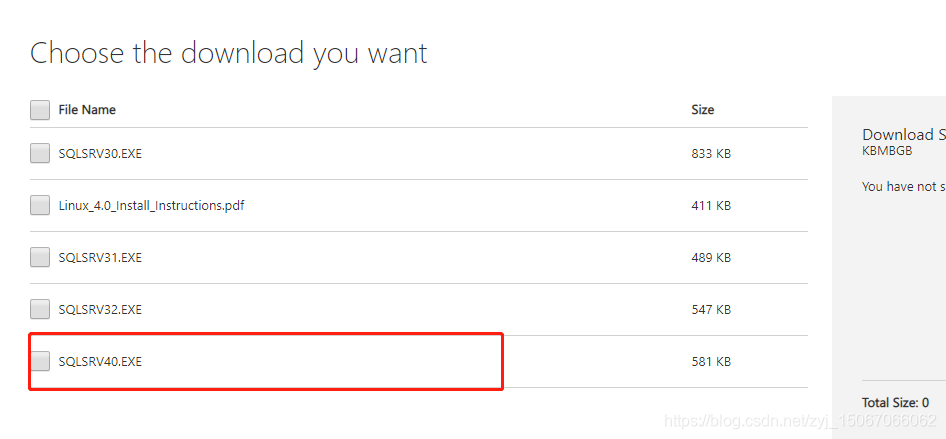 Choose the download you want
File Name Size
SQLSRV30.EXE 833 KB
Linux_4.0_Install_Instructions.pdf 411 KB
SQLSRV31.EXE 489 KB
SQLSRV32.EXE 547 KB
SQLSRV40.EXE 581 KB
Download S
KBMBGB
You have not s
Total Size: 0
https://blog.csdn.net/zyj_15067066062